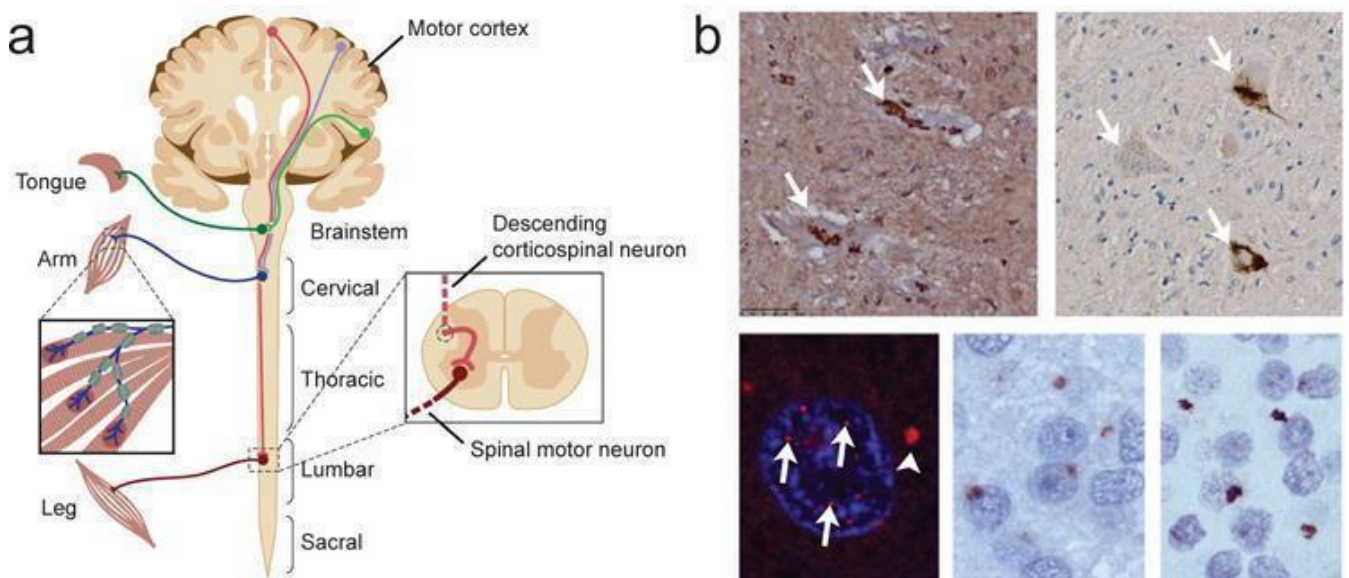 a
Motor cortex
Tongue
Brainstem
Arm
Descending
corticospinal neuron
Cervical
Thoracic
Spinal motor neuron
Lumbar
Leg
Sacral
b